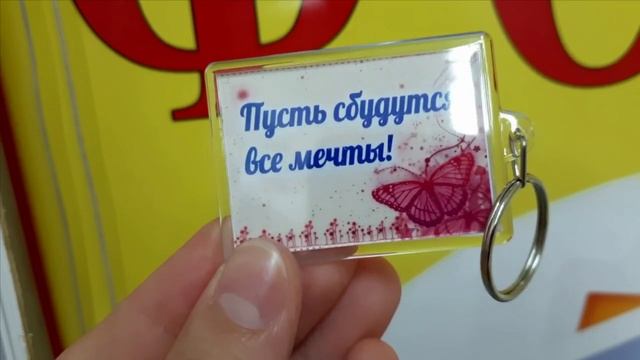 Пусть сбудутся
все мечты!